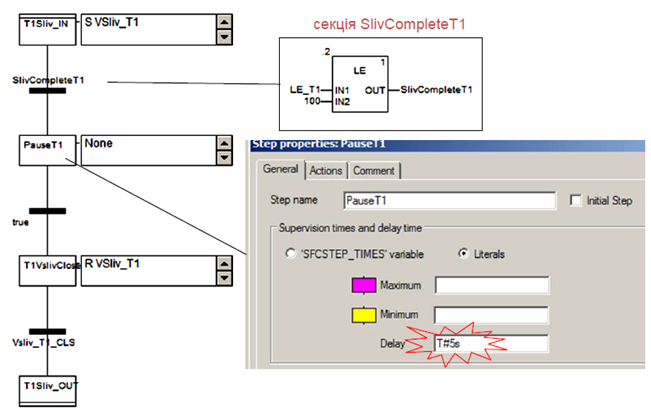 T1Sliv_IN
S VSliv_T1
SlivCompleteT1
PauseT1
None
true
T1VslivClose
R VSliv_T1
Vsliv_T1_CLS
T1Sliv_OUT
секція SlivCompleteT1
.2
1
LE
LE_T1 IN1 OUT SlivCompleteT1
100 IN2
Step properties: PauseT1
General Actions Comment
Step name PauseT1 Initial Step
Supervision times and delay time
'SFCSTEP_TIMES' variable Literals
Maximum
Minimum
Delay T#5s